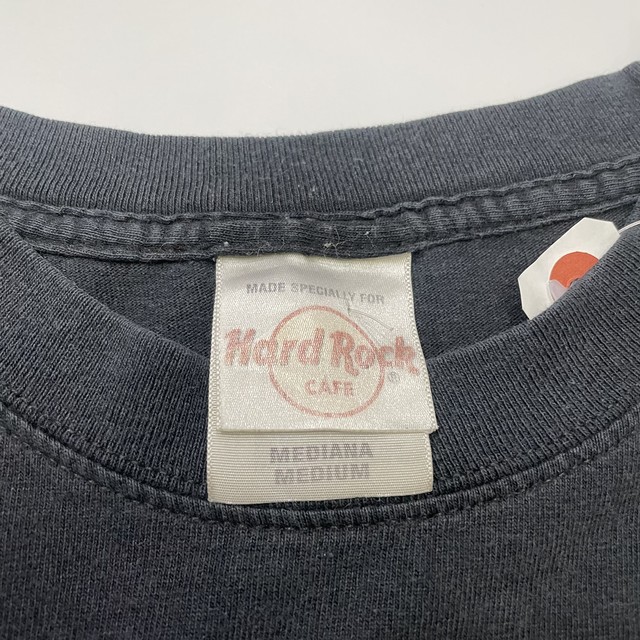 MADE SPECIALLY FOR
Hard Rock
CAFE ®
MEDIANA
MEDIUM